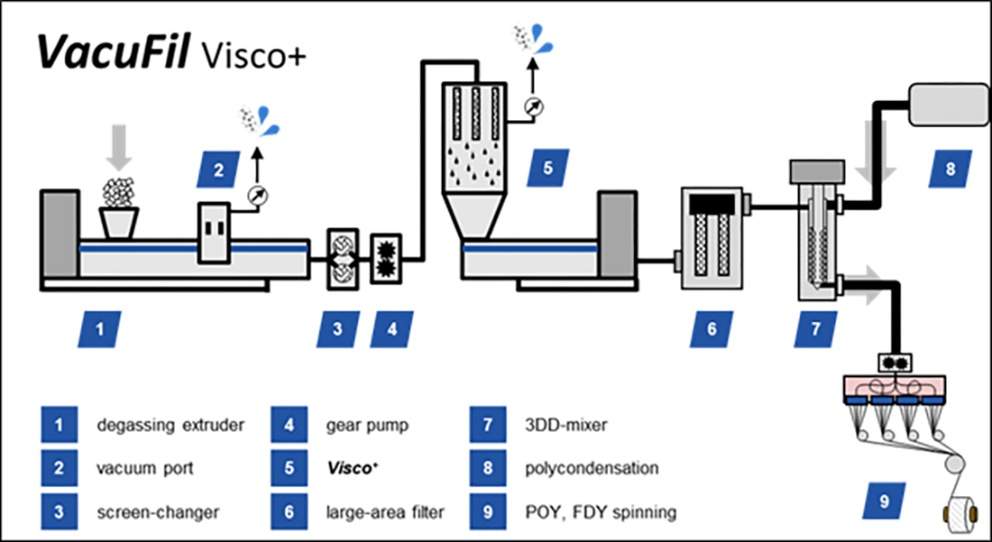 VacuFil Visco+
2
5
8
1
3
4
6
7
9
1 degassing extruder
2 vacuum port
3 screen-changer
4 gear pump
5 Visco⁺
6 large-area filter
7 3DD-mixer
8 polycondensation
9 POY, FDY spinning